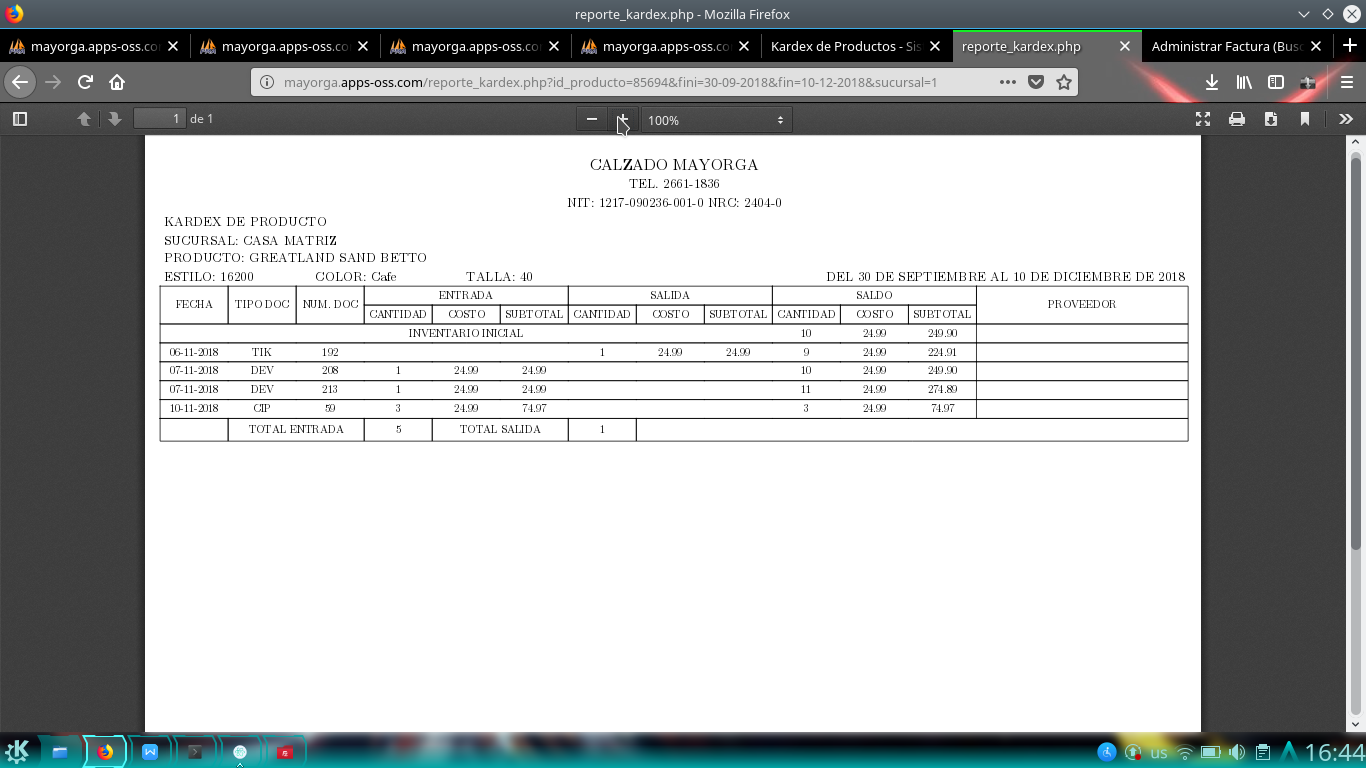 reporte_kardex.php - Mozilla Firefox
mayorga.apps-oss.co mayorga.apps-oss.co mayorga.apps-oss.co mayorga.apps-oss.co Kardex de Productos - Sis reporte_kardex.php Administrar Factura (Busc
mayorga.apps-oss.com/reporte_kardex.php?id_producto=85694&fini=30-09-2018&fin=10-12-2018&sucursal=1
1 de 1 100%
CALZADO MAYORGA
TEL. 2661-1836
NIT: 1217-090236-001-0 NRC: 2404-0
KARDEX DE PRODUCTO
SUCURSAL: CASA MATRIZ
PRODUCTO: GREATLAND SAND BETTO
ESTILO: 16200 COLOR: Cafe TALLA: 40 DEL 30 DE SEPTIEMBRE AL 10 DE DICIEMBRE DE 2018
FECHA TIPO DOC NUM. DOC ENTRADA SALIDA SALDO PROVEEDOR
CANTIDAD COSTO SUBTOTAL CANTIDAD COSTO SUBTOTAL CANTIDAD COSTO SUBTOTAL
INVENTARIO INICIAL 10 24.99 249.90
06-11-2018 TIK 192 1 24.99 24.99 9 24.99 224.91
07-11-2018 DEV 208 1 24.99 24.99 10 24.99 249.90
07-11-2018 DEV 213 1 24.99 24.99 11 24.99 274.89
10-11-2018 CIP 59 3 24.99 74.97 3 24.99 74.97
TOTAL ENTRADA 5 TOTAL SALIDA 1
us 16:44